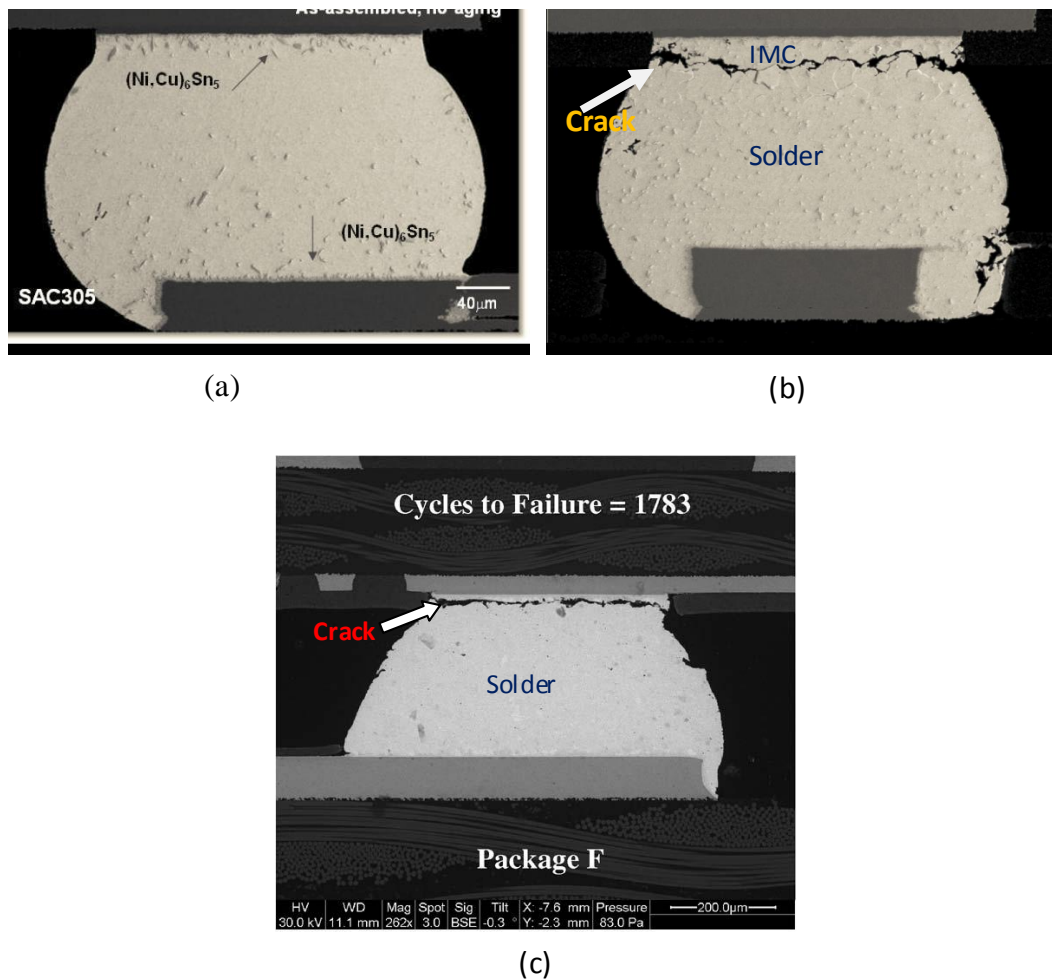 As-assembled, no aging
(Ni,Cu)₆Sn₅
(Ni,Cu)₆Sn₅
SAC305
40µm
(a)
IMC
Crack
Solder
(b)
Cycles to Failure = 1783
Crack
Solder
Package F
HV WD Mag Spot Sig Tilt X: -7.6 mm Pressure 200.0µm
30.0 kV 11.1 mm 262x 3.0 BSE -0.3 ° Y: -2.3 mm 83.0 Pa
(c)